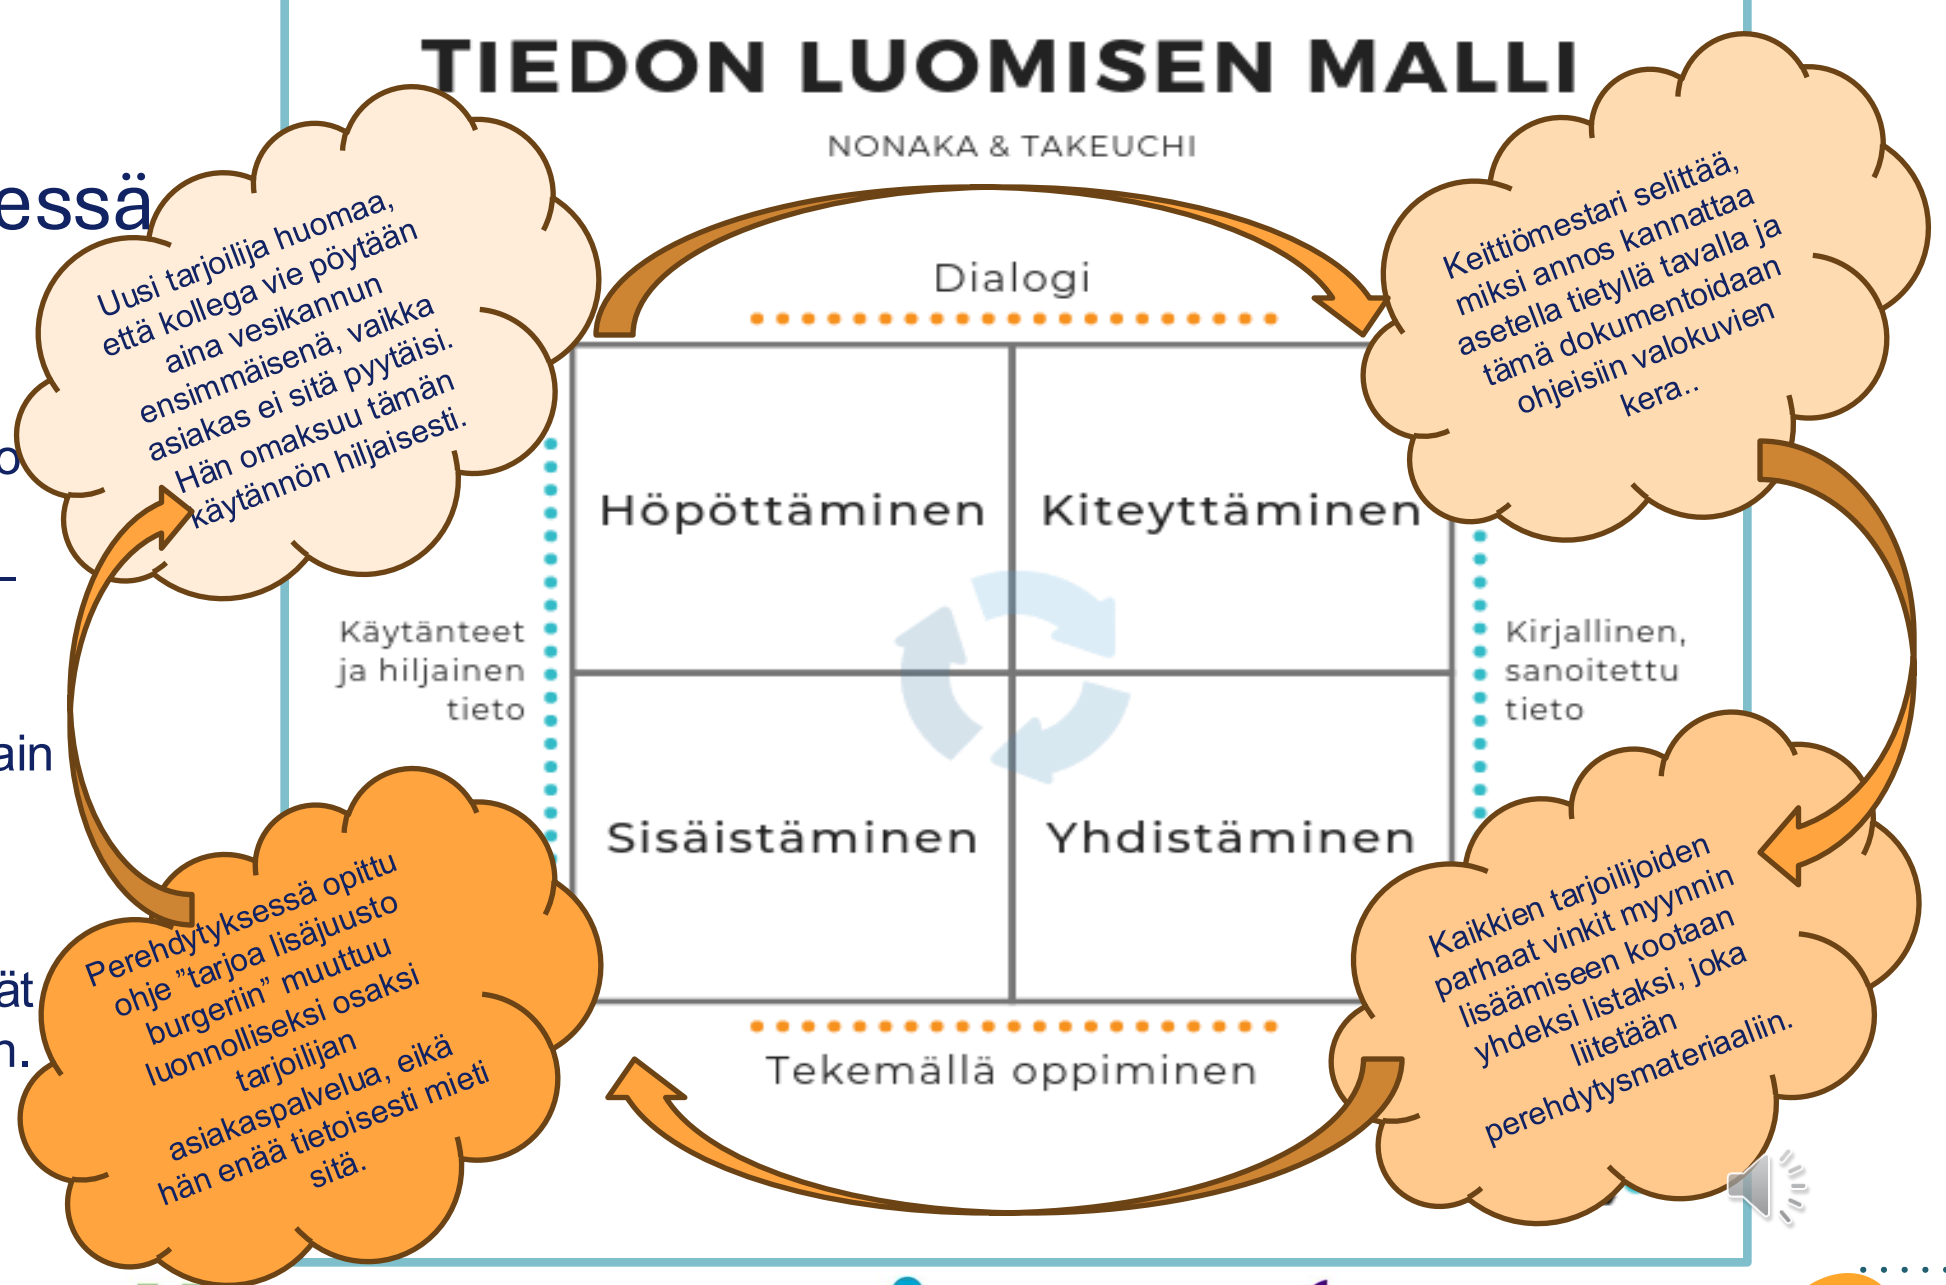 TIEDON LUOMISEN MALLI
NONAKA & TAKEUCHI
essä
o
–
ain
ät
n.
Uusi tarjoilija huomaa,
että kollega vie pöytään
aina vesikannun
ensimmäisenä, vaikka
asiakas ei sitä pyytäisi.
Hän omaksuu tämän
käytännön hiljaisesti.
Dialogi
Keittiömestari selittää,
miksi annos kannattaa
asetella tietyllä tavalla ja
tämä dokumentoidaan
ohjeisiin valokuvien
kera..
Höpöttäminen
Kiteyttäminen
Käytänteet
ja hiljainen
tieto
Kirjallinen,
sanoitettu
tieto
Sisäistäminen
Yhdistäminen
Perehdytyksessä opittu
ohje ”tarjoa lisäjuusto
burgeriin” muuttuu
luonnolliseksi osaksi
tarjoilijan
asiakaspalvelua, eikä
hän enää tietoisesti mieti
sitä.
Tekemällä oppiminen
Kaikkien tarjoilijoiden
parhaat vinkit myynnin
lisäämiseen kootaan
yhdeksi listaksi, joka
liitetään
perehdytysmateriaaliin.